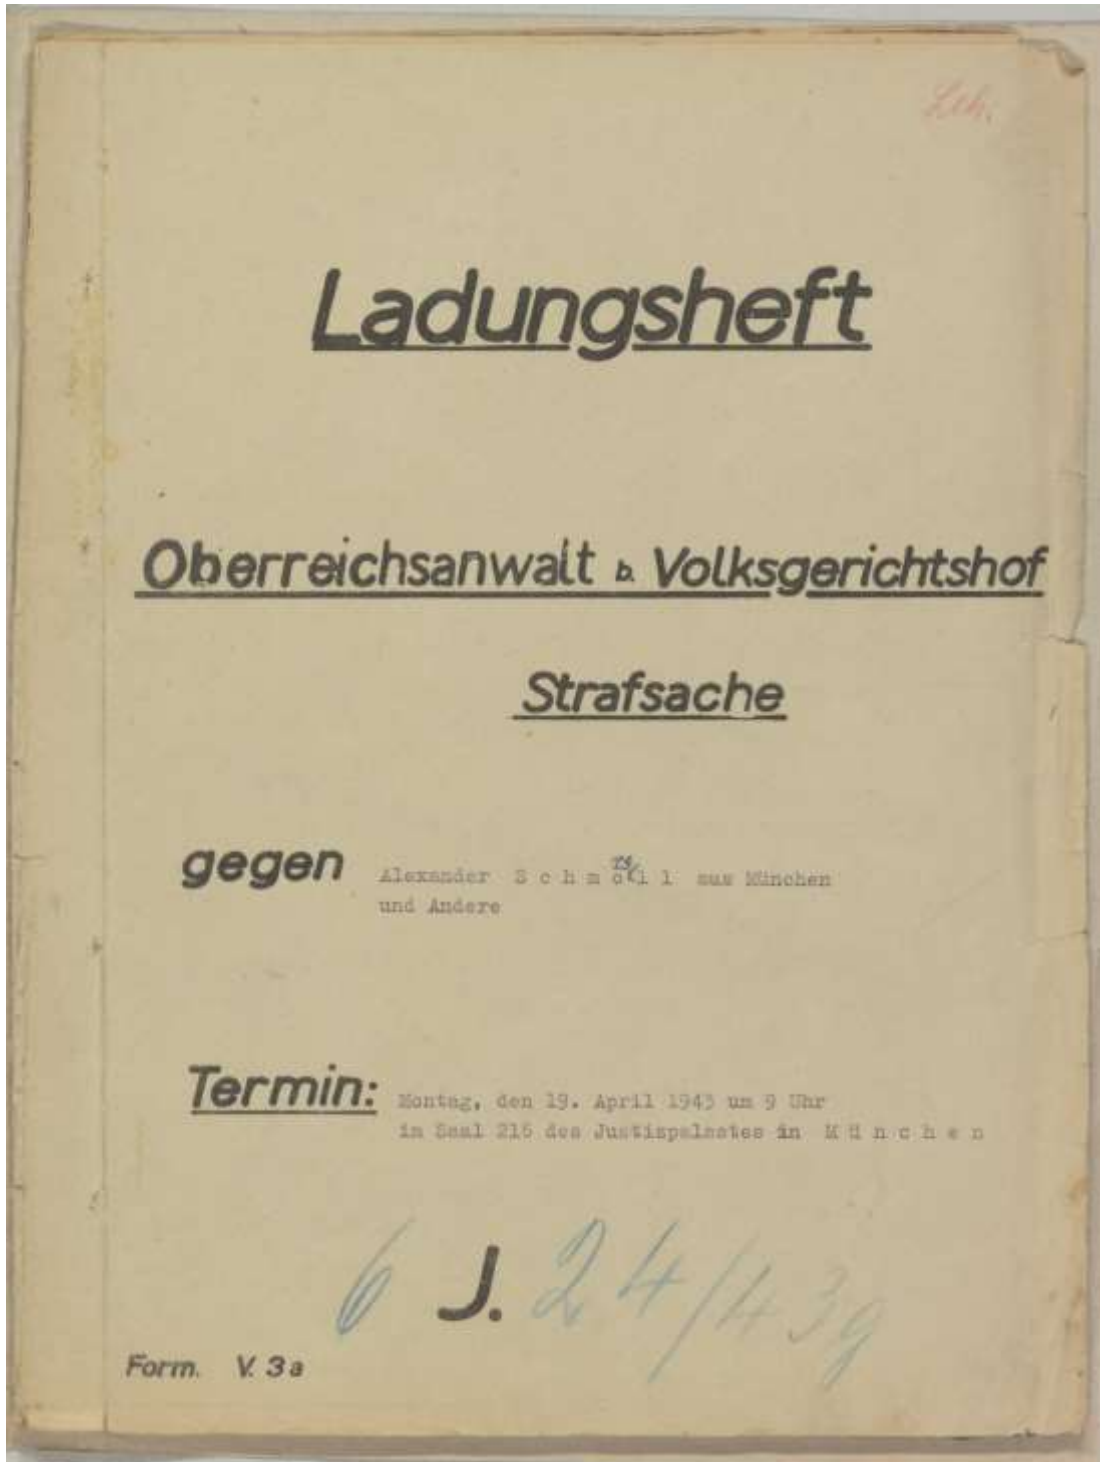 Leh.
Ladungsheft
Oberreichsanwalt b. Volksgerichtshof
Strafsache
gegen Alexander S c h m o r e l l aus München
und Andere
Termin: Montag, den 19. April 1943 um 9 Uhr
im Saal 216 des Justizpalastes in M ü n c h e n
6 J. 24/43g
Form. V. 3a